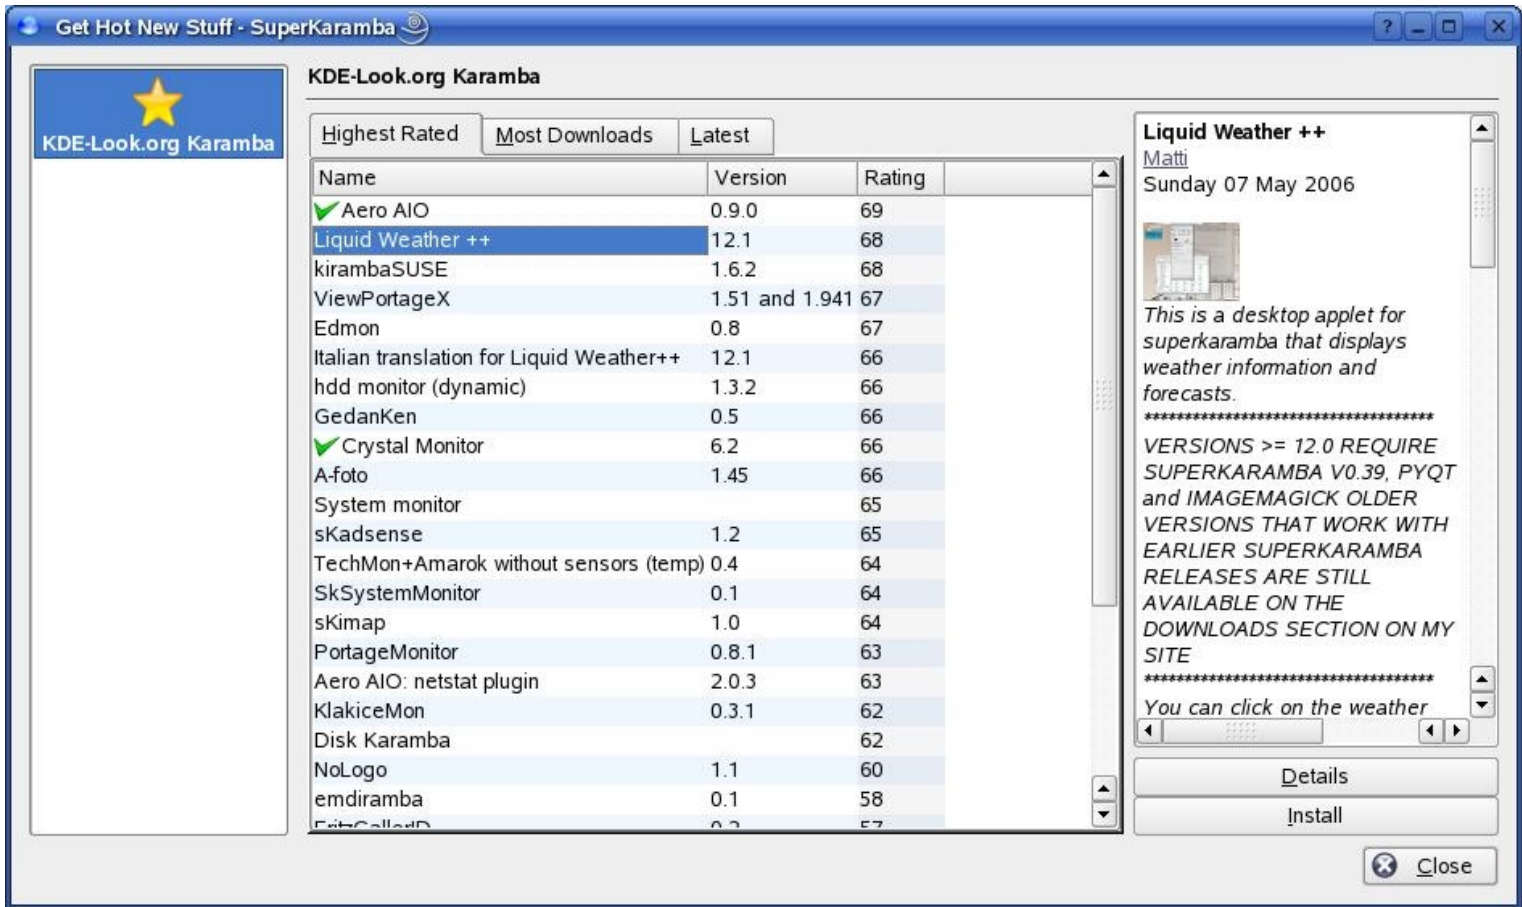 Get Hot New Stuff - SuperKaramba
KDE-Look.org Karamba
KDE-Look.org Karamba
Highest Rated Most Downloads Latest
Name Version Rating
Aero AIO 0.9.0 69
Liquid Weather ++ 12.1 68
kirambaSUSE 1.6.2 68
ViewPortageX 1.51 and 1.941 67
Edmon 0.8 67
Italian translation for Liquid Weather++ 12.1 66
hdd monitor (dynamic) 1.3.2 66
GedanKen 0.5 66
Crystal Monitor 6.2 66
A-foto 1.45 66
System monitor 65
sKadsense 1.2 65
TechMon+Amarok without sensors (temp) 0.4 64
SkSystemMonitor 0.1 64
sKimap 1.0 64
PortageMonitor 0.8.1 63
Aero AIO: netstat plugin 2.0.3 63
KlakiceMon 0.3.1 62
Disk Karamba 62
NoLogo 1.1 60
emdiramba 0.1 58
FritzCallerID 0.2 57
Liquid Weather ++
Matti
Sunday 07 May 2006
This is a desktop applet for
superkaramba that displays
weather information and
forecasts.
************************************
VERSIONS >= 12.0 REQUIRE
SUPERKARAMBA V0.39, PYQT
and IMAGEMAGICK OLDER
VERSIONS THAT WORK WITH
EARLIER SUPERKARAMBA
RELEASES ARE STILL
AVAILABLE ON THE
DOWNLOADS SECTION ON MY
SITE
************************************
You can click on the weather
Details
Install
Close